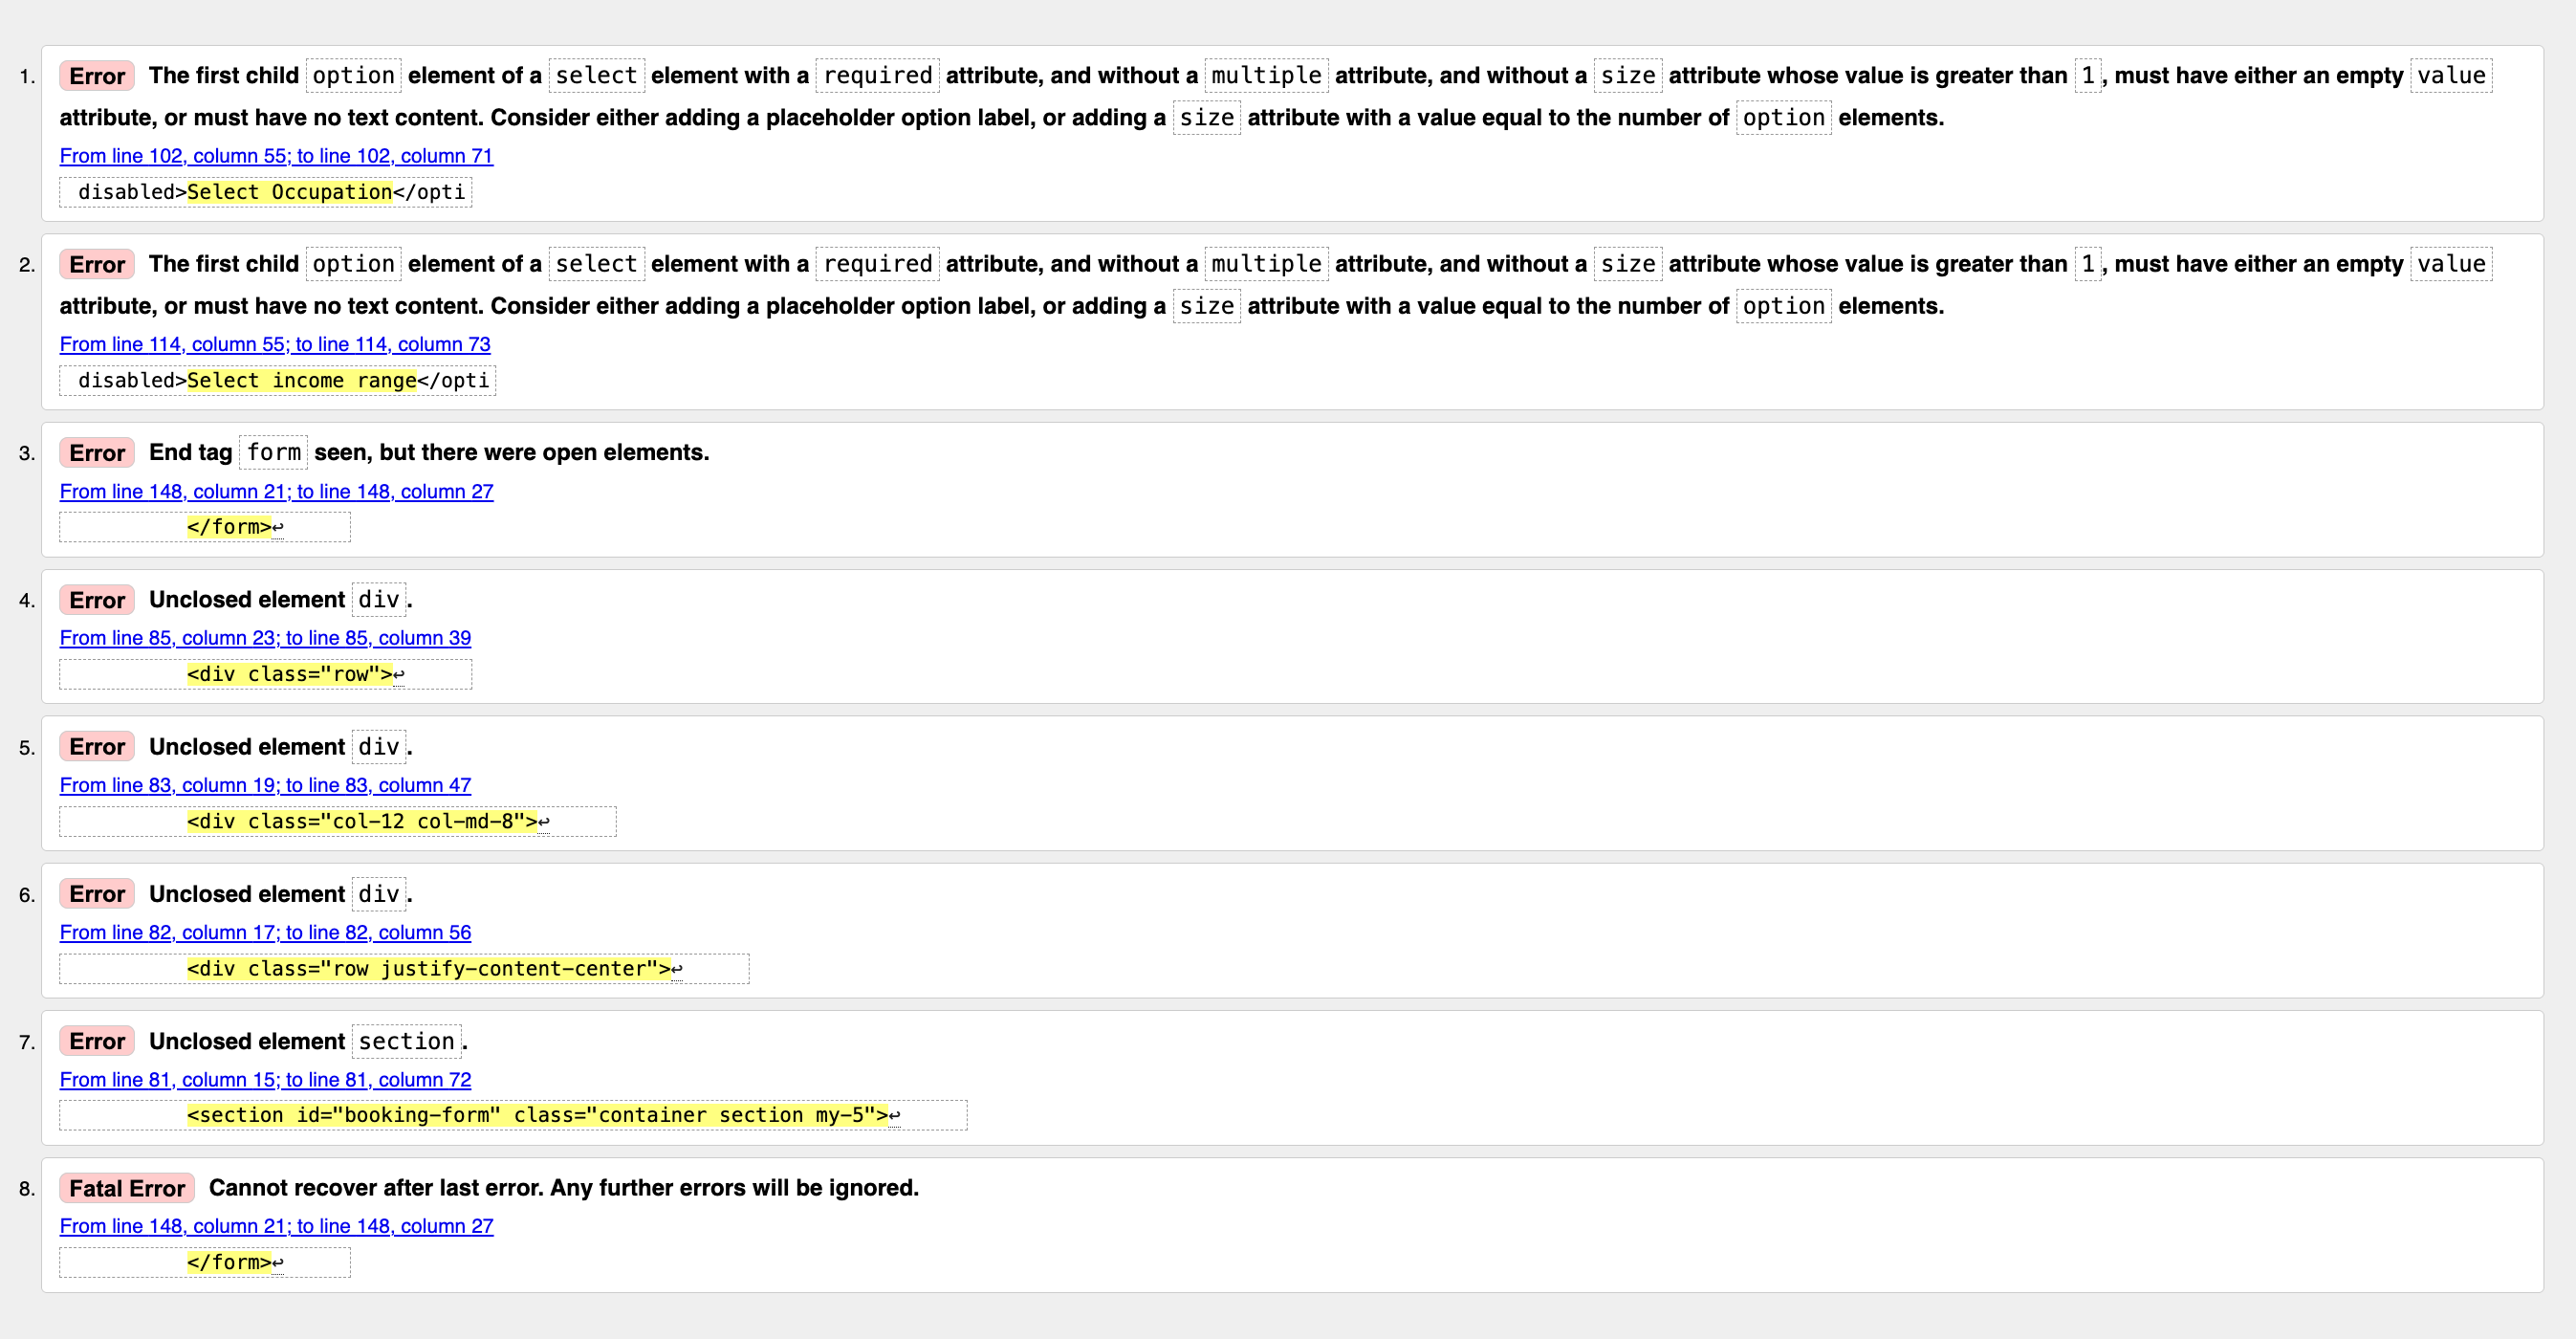 1. Error The first child option element of a select element with a required attribute, and without a multiple attribute, and without a size attribute whose value is greater than 1, must have either an empty value
attribute, or must have no text content. Consider either adding a placeholder option label, or adding a size attribute with a value equal to the number of option elements.
From line 102, column 55; to line 102, column 71
disabled>Select Occupation</opti
2. Error The first child option element of a select element with a required attribute, and without a multiple attribute, and without a size attribute whose value is greater than 1, must have either an empty value
attribute, or must have no text content. Consider either adding a placeholder option label, or adding a size attribute with a value equal to the number of option elements.
From line 114, column 55; to line 114, column 73
disabled>Select income range</opti
3. Error End tag form seen, but there were open elements.
From line 148, column 21; to line 148, column 27
</form>↩
4. Error Unclosed element div.
From line 85, column 23; to line 85, column 39
<div class="row">↩
5. Error Unclosed element div.
From line 83, column 19; to line 83, column 47
<div class="col-12 col-md-8">↩
6. Error Unclosed element div.
From line 82, column 17; to line 82, column 56
<div class="row justify-content-center">↩
7. Error Unclosed element section.
From line 81, column 15; to line 81, column 72
<section id="booking-form" class="container section my-5">↩
8. Fatal Error Cannot recover after last error. Any further errors will be ignored.
From line 148, column 21; to line 148, column 27
</form>↩